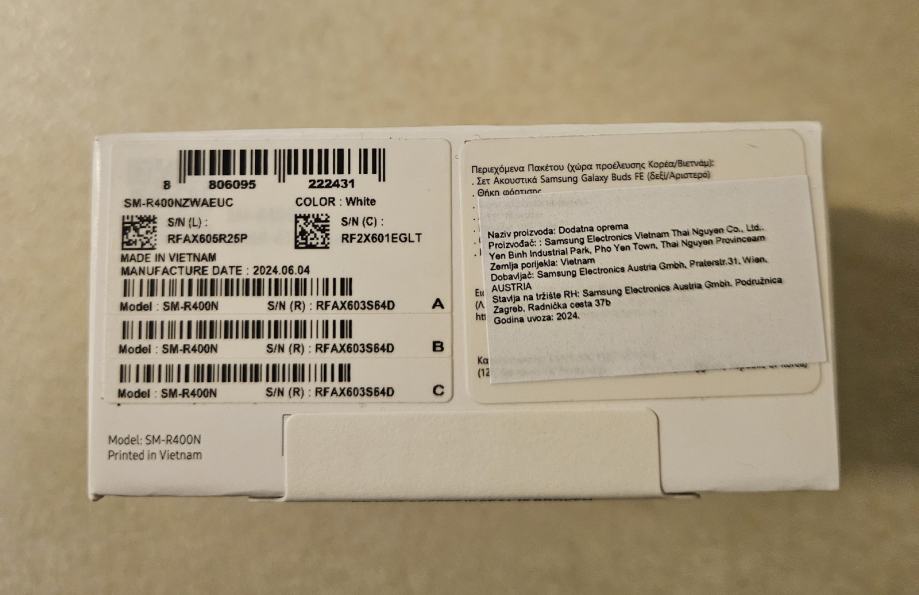 8 806095 222431
SM-R400NZWAEUC COLOR : White
S/N (L) :
RFAX605R25P
S/N (C) :
RF2X601EGLT
MADE IN VIETNAM
MANUFACTURE DATE : 2024.06.04
Model : SM-R400N S/N (R) : RFAX603S64D A
Model : SM-R400N S/N (R) : RFAX603S64D B
Model : SM-R400N S/N (R) : RFAX603S64D C
Model: SM-R400N
Printed in Vietnam
Περιεχόμενα Πακέτου (χώρα προέλευσης Κορέα/Βιετνάμ):
. Σετ Ακουστικά Samsung Galaxy Buds FE (δεξί/Αριστερό)
. Θήκη φόρτισης
Naziv proizvoda: Dodatna oprema
Proizođač: : Samsung Electronics Vietnam Thai Nguyen Co., Ltd..
Yen Binh Industrial Park, Pho Yen Town, Thai Nguyen Provinceam
Zemlja porijekla: Vietnam
Dobavljač: Samsung Electronics Austria Gmbh, Praterstr.31, Wien,
AUSTRIA
Stavlja na tržište RH: Samsung Electronics Austria Gmbh. Podružnica
Zagreb, Radnička cesta 37b
Godina uvoza: 2024.